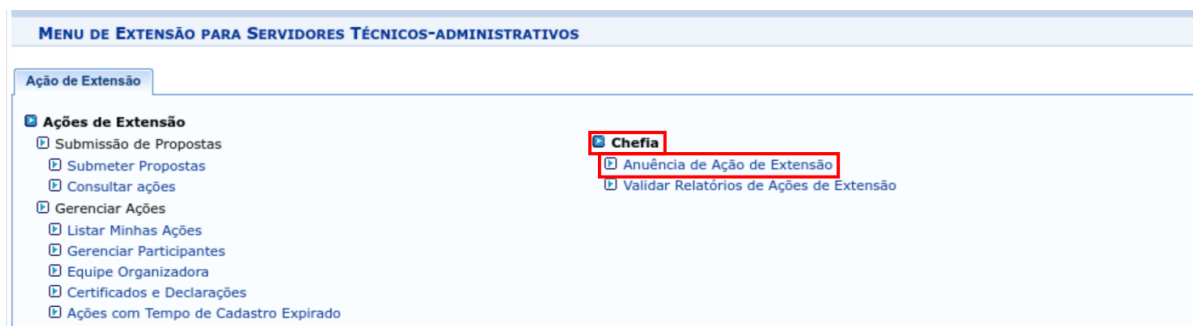 MENU DE EXTENSÃO PARA SERVIDORES TÉCNICOS-ADMINISTRATIVOS
Ação de Extensão
Ações de Extensão
Submissão de Propostas
Submeter Propostas
Consultar ações
Gerenciar Ações
Listar Minhas Ações
Gerenciar Participantes
Equipe Organizadora
Certificados e Declarações
Ações com Tempo de Cadastro Expirado
Chefia
Anuência de Ação de Extensão
Validar Relatórios de Ações de Extensão